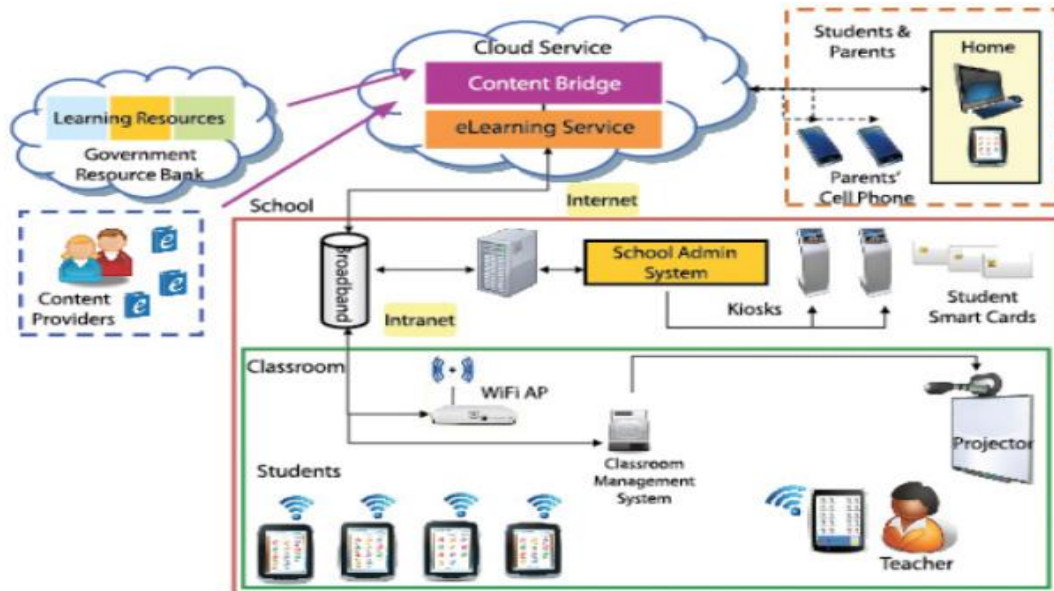 Cloud Service
Content Bridge
eLearning Service
Learning Resources
Government
Resource Bank
Students &
Parents
Home
Parents'
Cell Phone
Internet
School
Content
Providers
Broadband
Intranet
School Admin
System
Kiosks
Student
Smart Cards
Classroom
WiFi AP
Classroom
Management
System
Projector
Students
Teacher